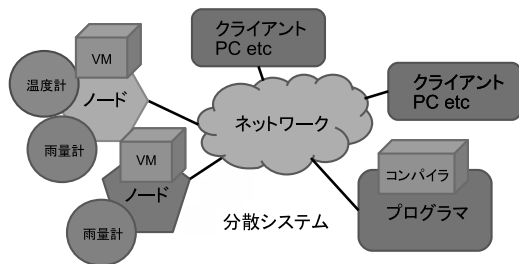 クライアント
PC etc
VM
温度計
ノード
雨量計
ネットワーク
クライアント
PC etc
VM
ノード
雨量計
コンパイラ
プログラマ
分散システム